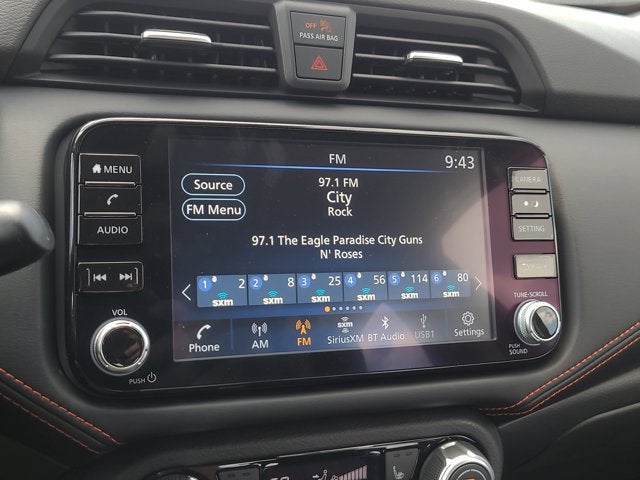 OFF
PASS AIR BAG
MENU
AUDIO
VOL
PUSH
FM
9:43
Source
FM Menu
97.1 FM
City
Rock
97.1 The Eagle Paradise City Guns
N' Roses
1 2 2 8 3 25 4 56 5 114 6 80
sxm sxm sxm sxm sxm sxm
sxm
Phone AM FM SiriusXM BT Audio USB1 Settings
CAMERA
SETTING
TUNE·SCROLL
PUSH
SOUND